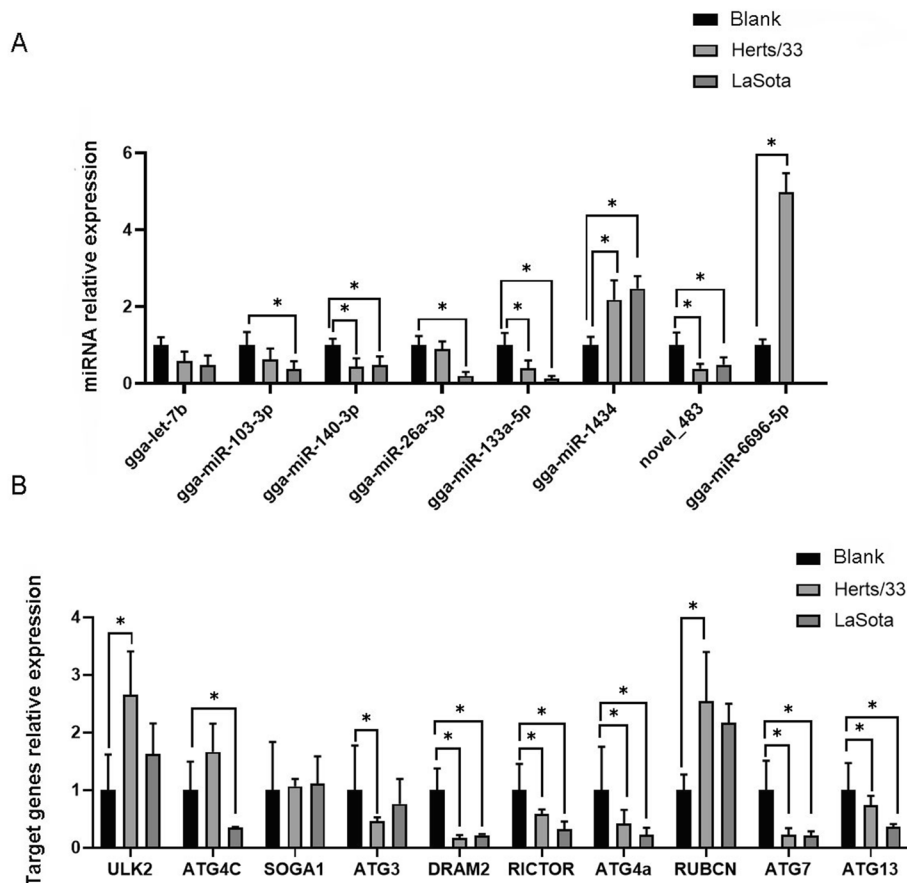 A
Blank
Herts/33
LaSota
miRNA relative expression
6
4
2
0
* * * * * * * * * * * *
gga-let-7b
gga-miR-103-3p
gga-miR-140-3p
gga-miR-26a-3p
gga-miR-133a-5p
gga-miR-1434
novel_483
gga-miR-6696-5p
B
Blank
Herts/33
LaSota
Target genes relative expression
4
3
2
1
0
* * * * * * * * * * * * * *
ULK2 ATG4C SOGA1 ATG3 DRAM2 RICTOR ATG4a RUBCN ATG7 ATG13